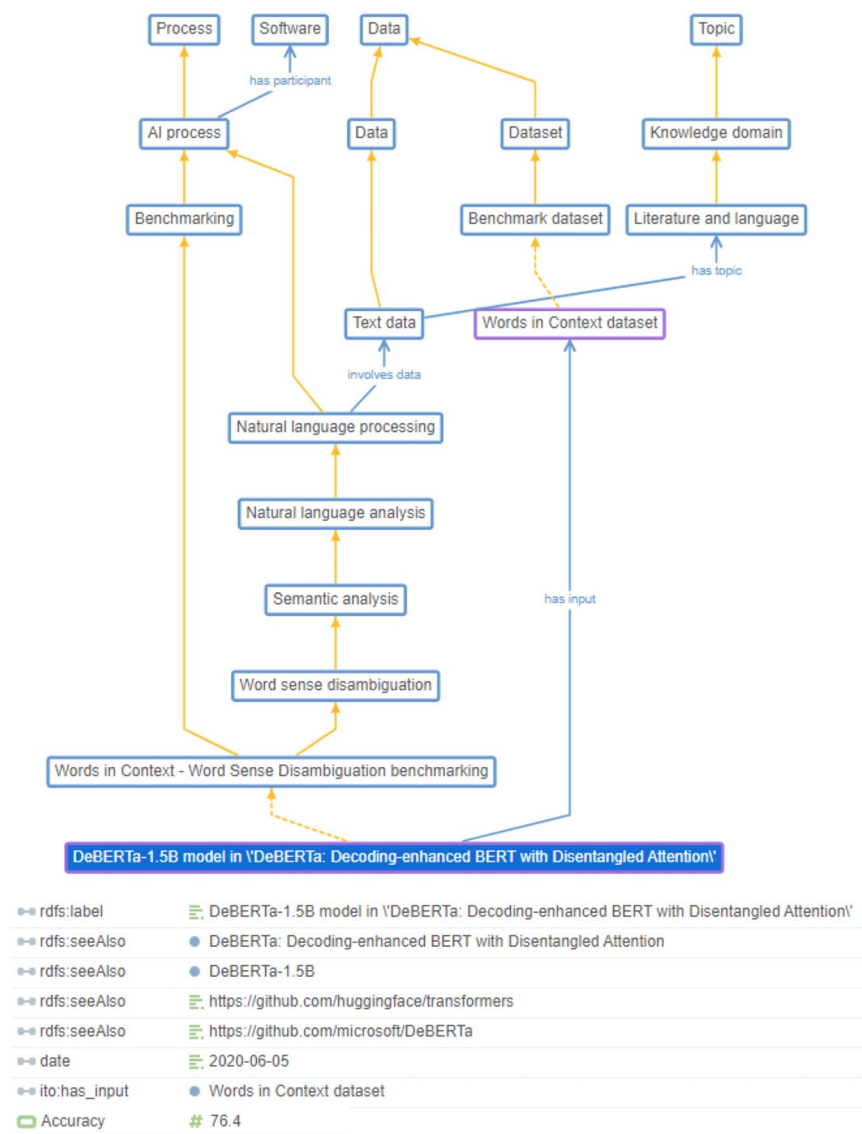 Process
Software
Data
Topic
has participant
AI process
Data
Dataset
Knowledge domain
Benchmarking
Benchmark dataset
Literature and language
has topic
Text data
Words in Context dataset
involves data
Natural language processing
Natural language analysis
Semantic analysis
has input
Word sense disambiguation
Words in Context - Word Sense Disambiguation benchmarking
DeBERTa-1.5B model in \'DeBERTa: Decoding-enhanced BERT with Disentangled Attention\'
rdfs:label DeBERTa-1.5B model in \'DeBERTa: Decoding-enhanced BERT with Disentangled Attention\'
rdfs:seeAlso DeBERTa: Decoding-enhanced BERT with Disentangled Attention
rdfs:seeAlso DeBERTa-1.5B
rdfs:seeAlso https://github.com/huggingface/transformers
rdfs:seeAlso https://github.com/microsoft/DeBERTa
date 2020-06-05
ito:has_input Words in Context dataset
Accuracy # 76.4